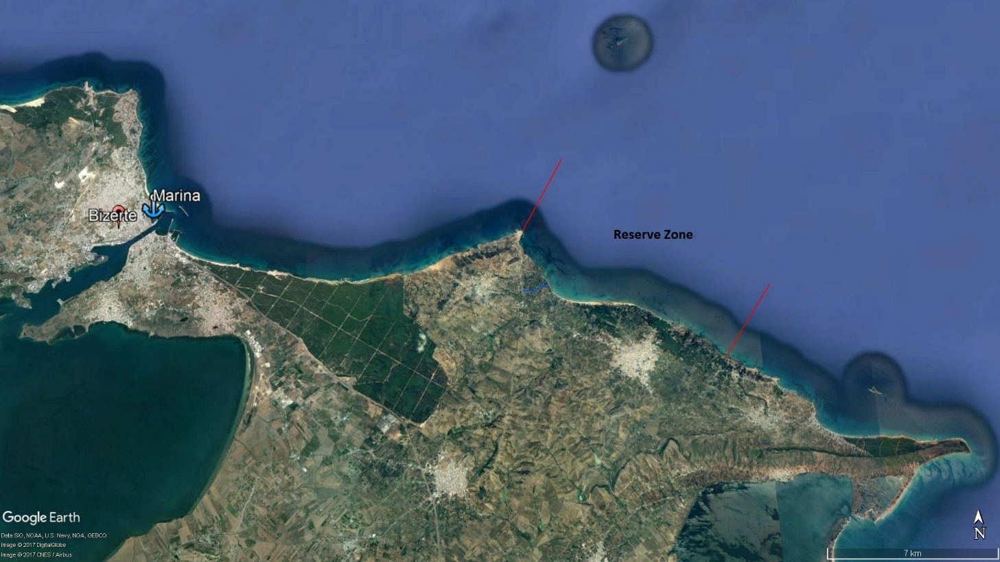 Marina
Bizerte
Reserve Zone
Google Earth
Data SIO, NOAA, U.S. Navy, NGA, GEBCO
Image © 2017 DigitalGlobe
Image © 2017 CNES / Airbus
N
7 km